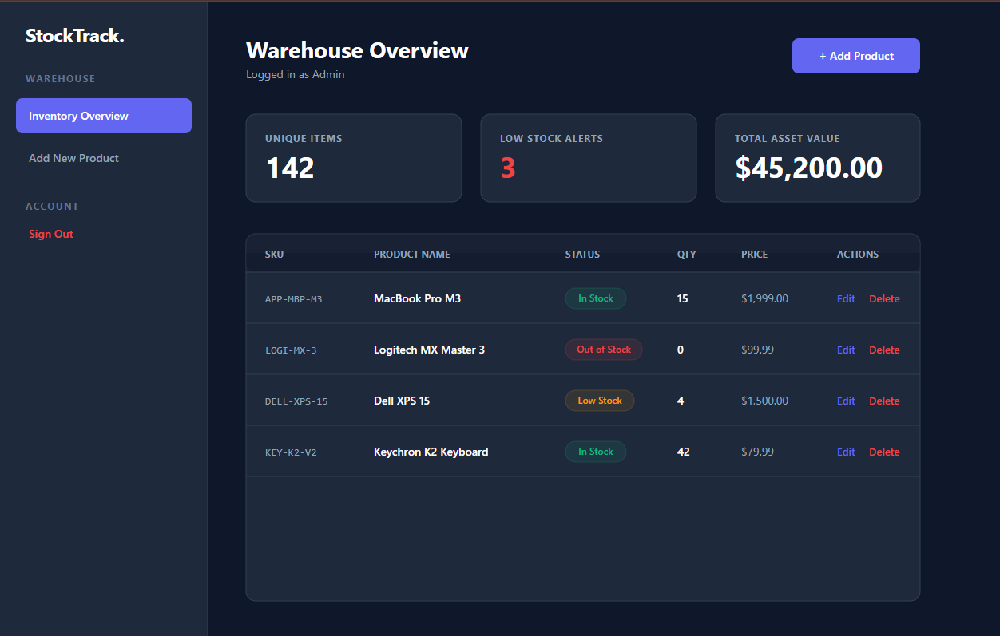 StockTrack.
WAREHOUSE
Inventory Overview
Add New Product
ACCOUNT
Sign Out
Warehouse Overview
Logged in as Admin
+ Add Product
UNIQUE ITEMS
142
LOW STOCK ALERTS
3
TOTAL ASSET VALUE
$45,200.00
SKU PRODUCT NAME STATUS QTY PRICE ACTIONS
APP-MBP-M3 MacBook Pro M3 In Stock 15 $1,999.00 Edit Delete
LOGI-MX-3 Logitech MX Master 3 Out of Stock 0 $99.99 Edit Delete
DELL-XPS-15 Dell XPS 15 Low Stock 4 $1,500.00 Edit Delete
KEY-K2-V2 Keychron K2 Keyboard In Stock 42 $79.99 Edit Delete